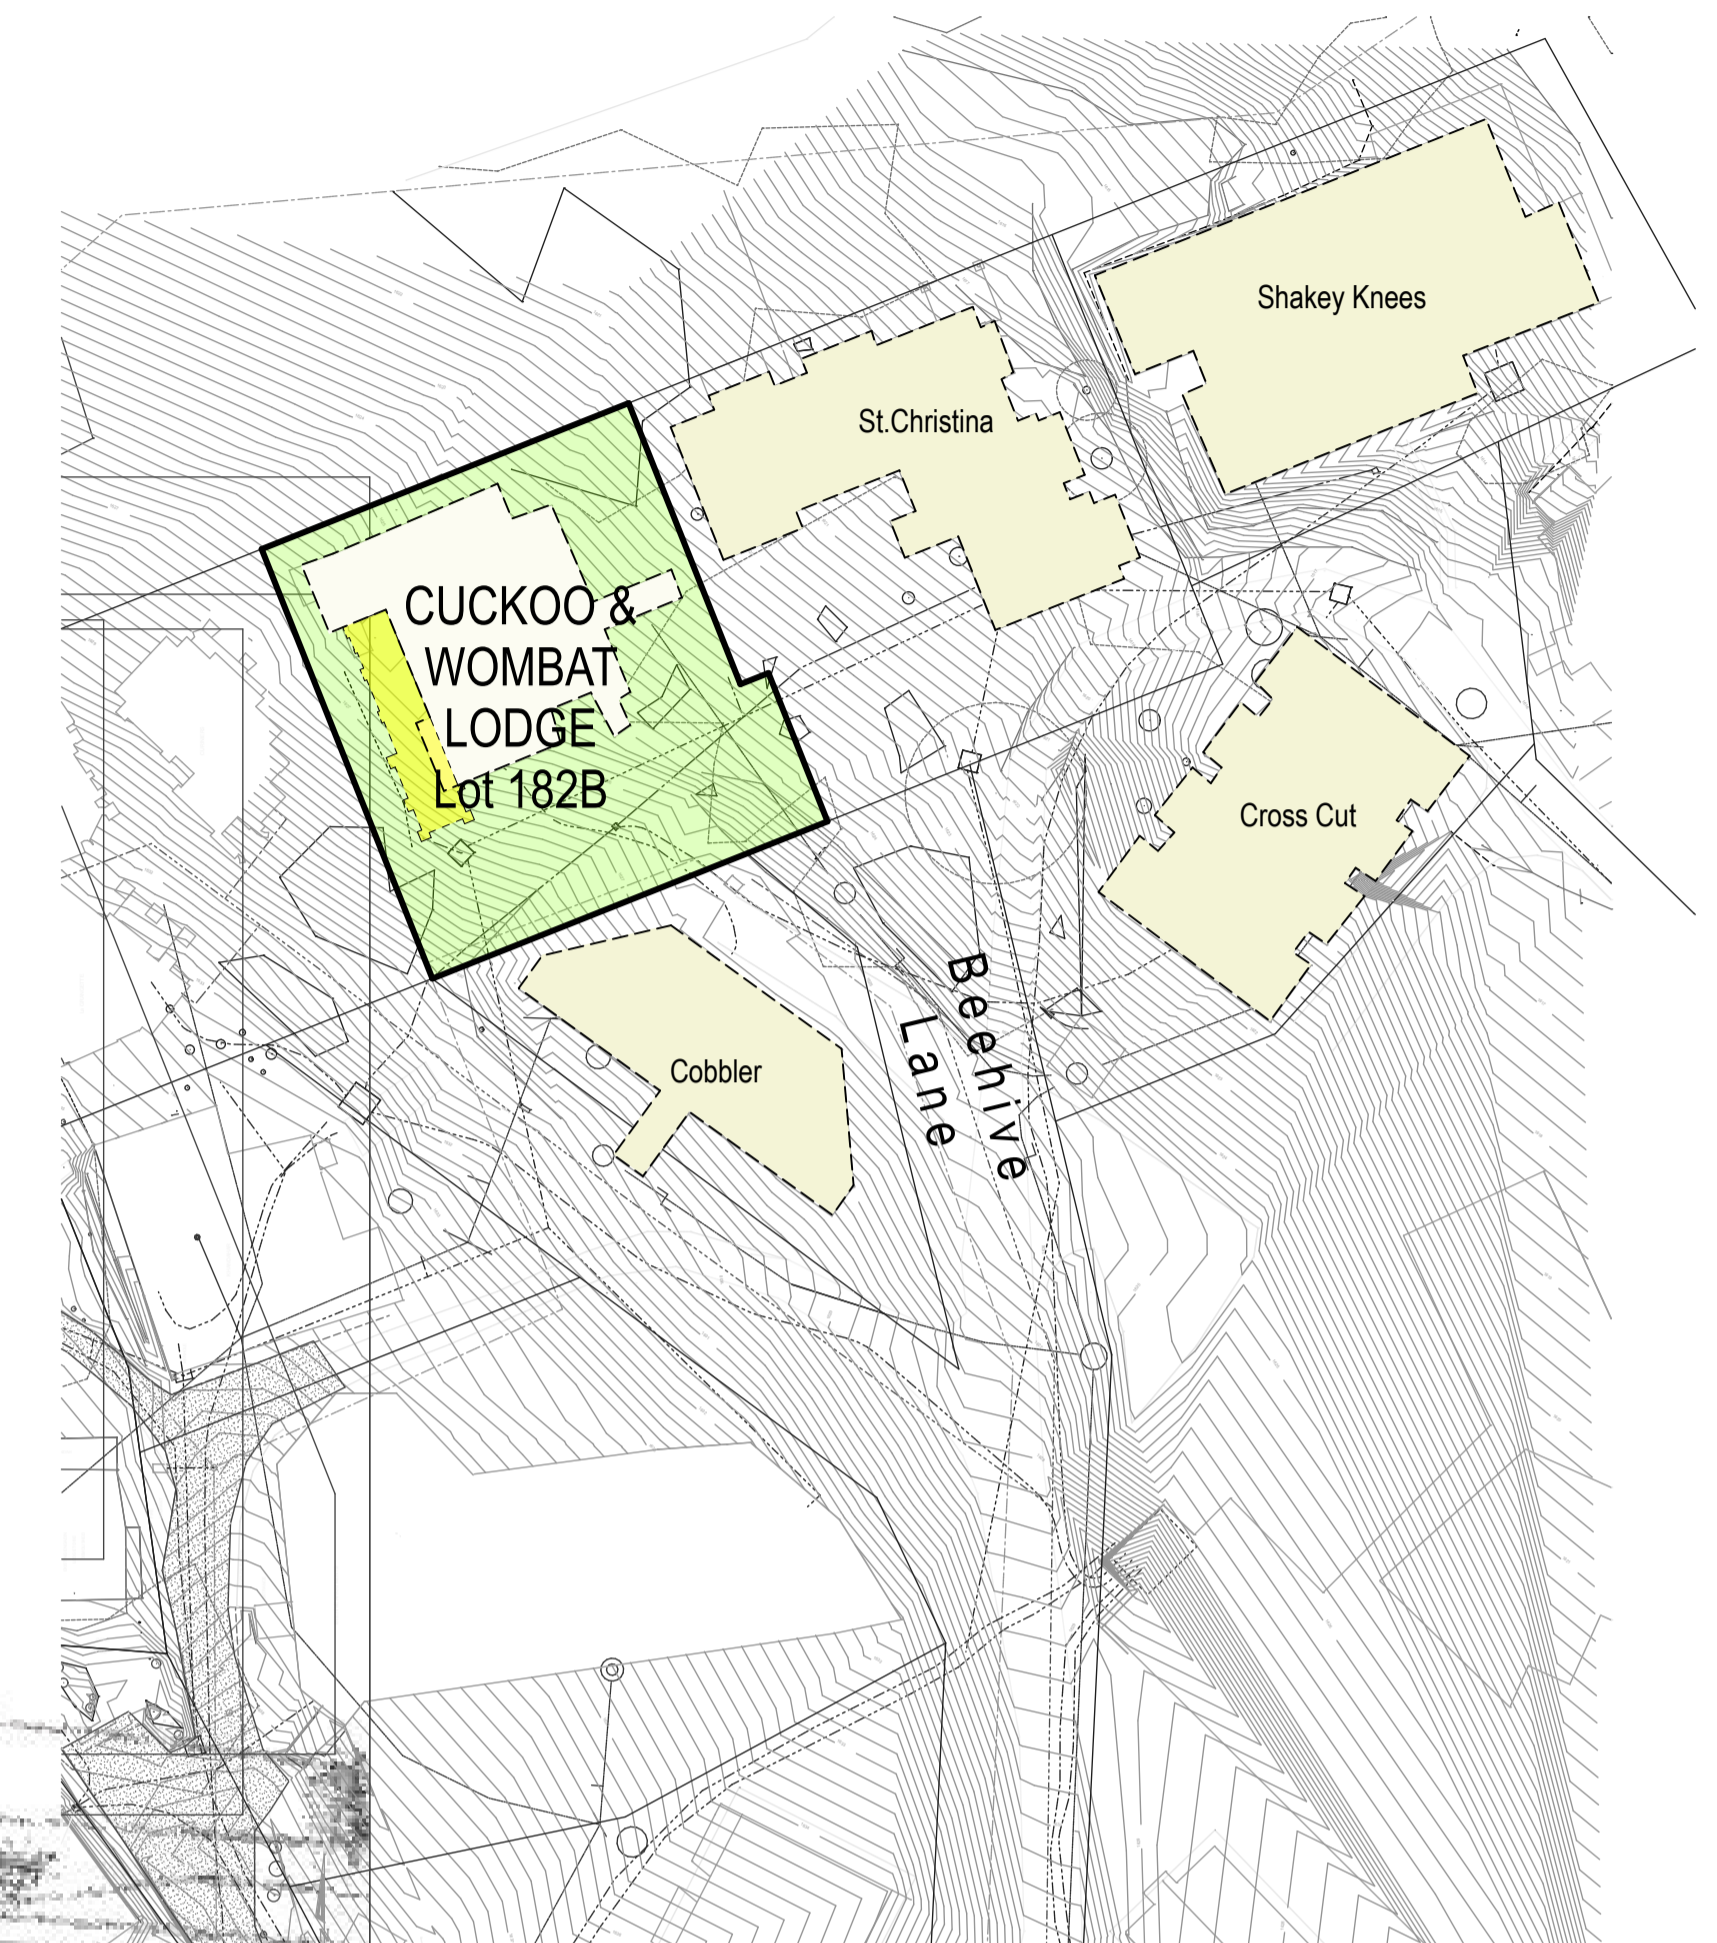 Shakey Knees
St.Christina
CUCKOO &
WOMBAT
LODGE
Lot 182B
Cross Cut
Beehive
Lane
Cobbler